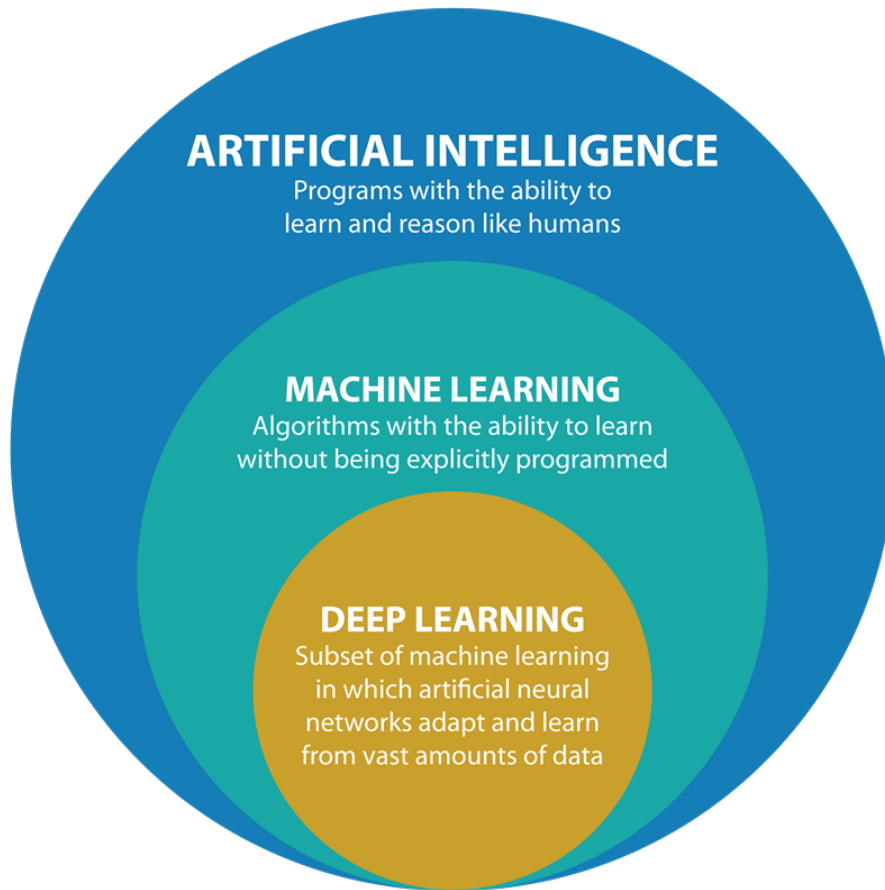 ARTIFICIAL INTELLIGENCE
Programs with the ability to
learn and reason like humans
MACHINE LEARNING
Algorithms with the ability to learn
without being explicitly programmed
DEEP LEARNING
Subset of machine learning
in which artificial neural
networks adapt and learn
from vast amounts of data